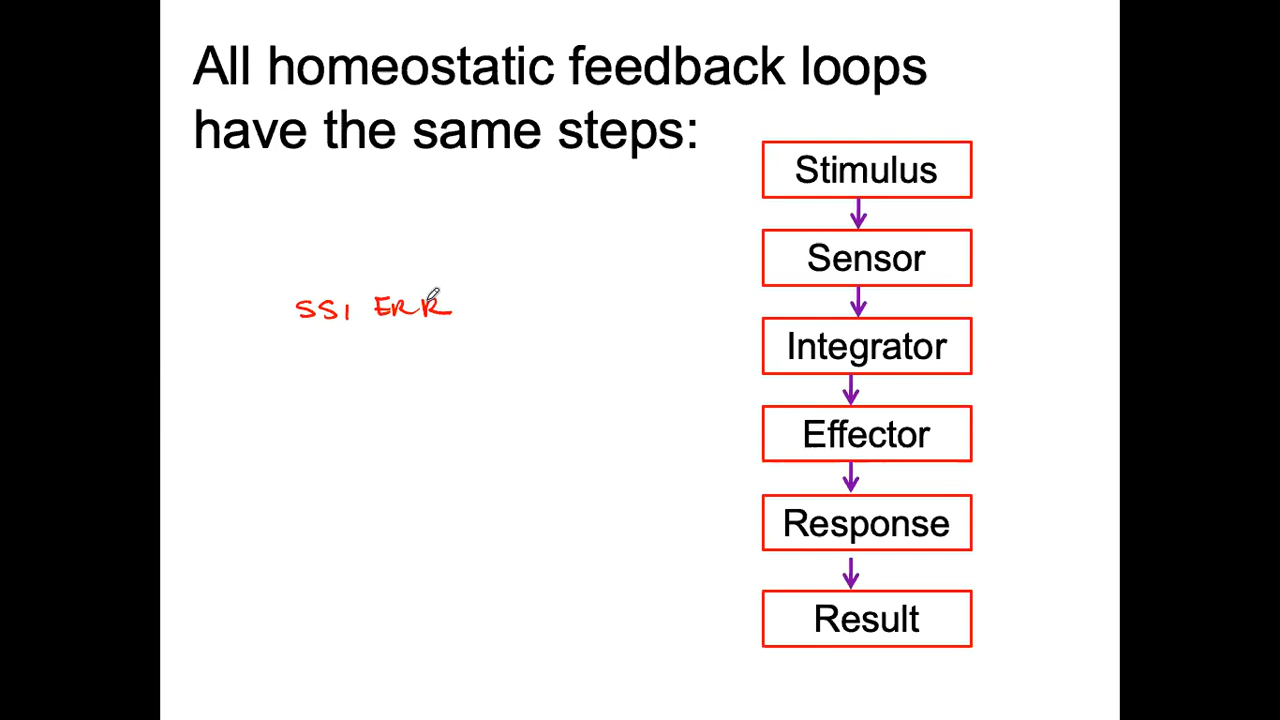 All homeostatic feedback loops
have the same steps:
Stimulus
Sensor
SSI ERR
Integrator
Effector
Response
Result